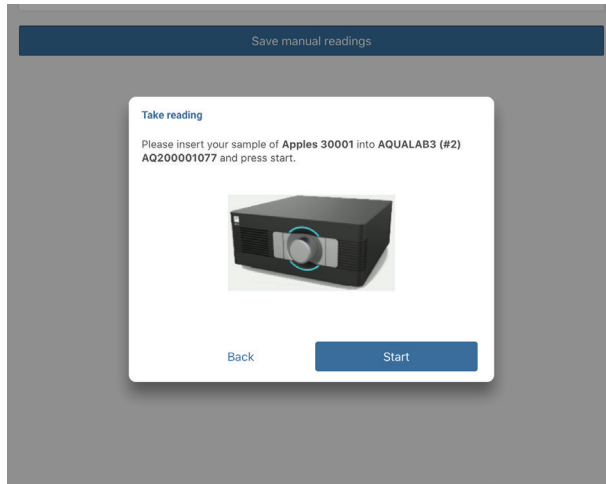 Save manual readings
Take reading
Please insert your sample of Apples 30001 into AQUALAB3 (#2)
AQ200001077 and press start.
Back
Start